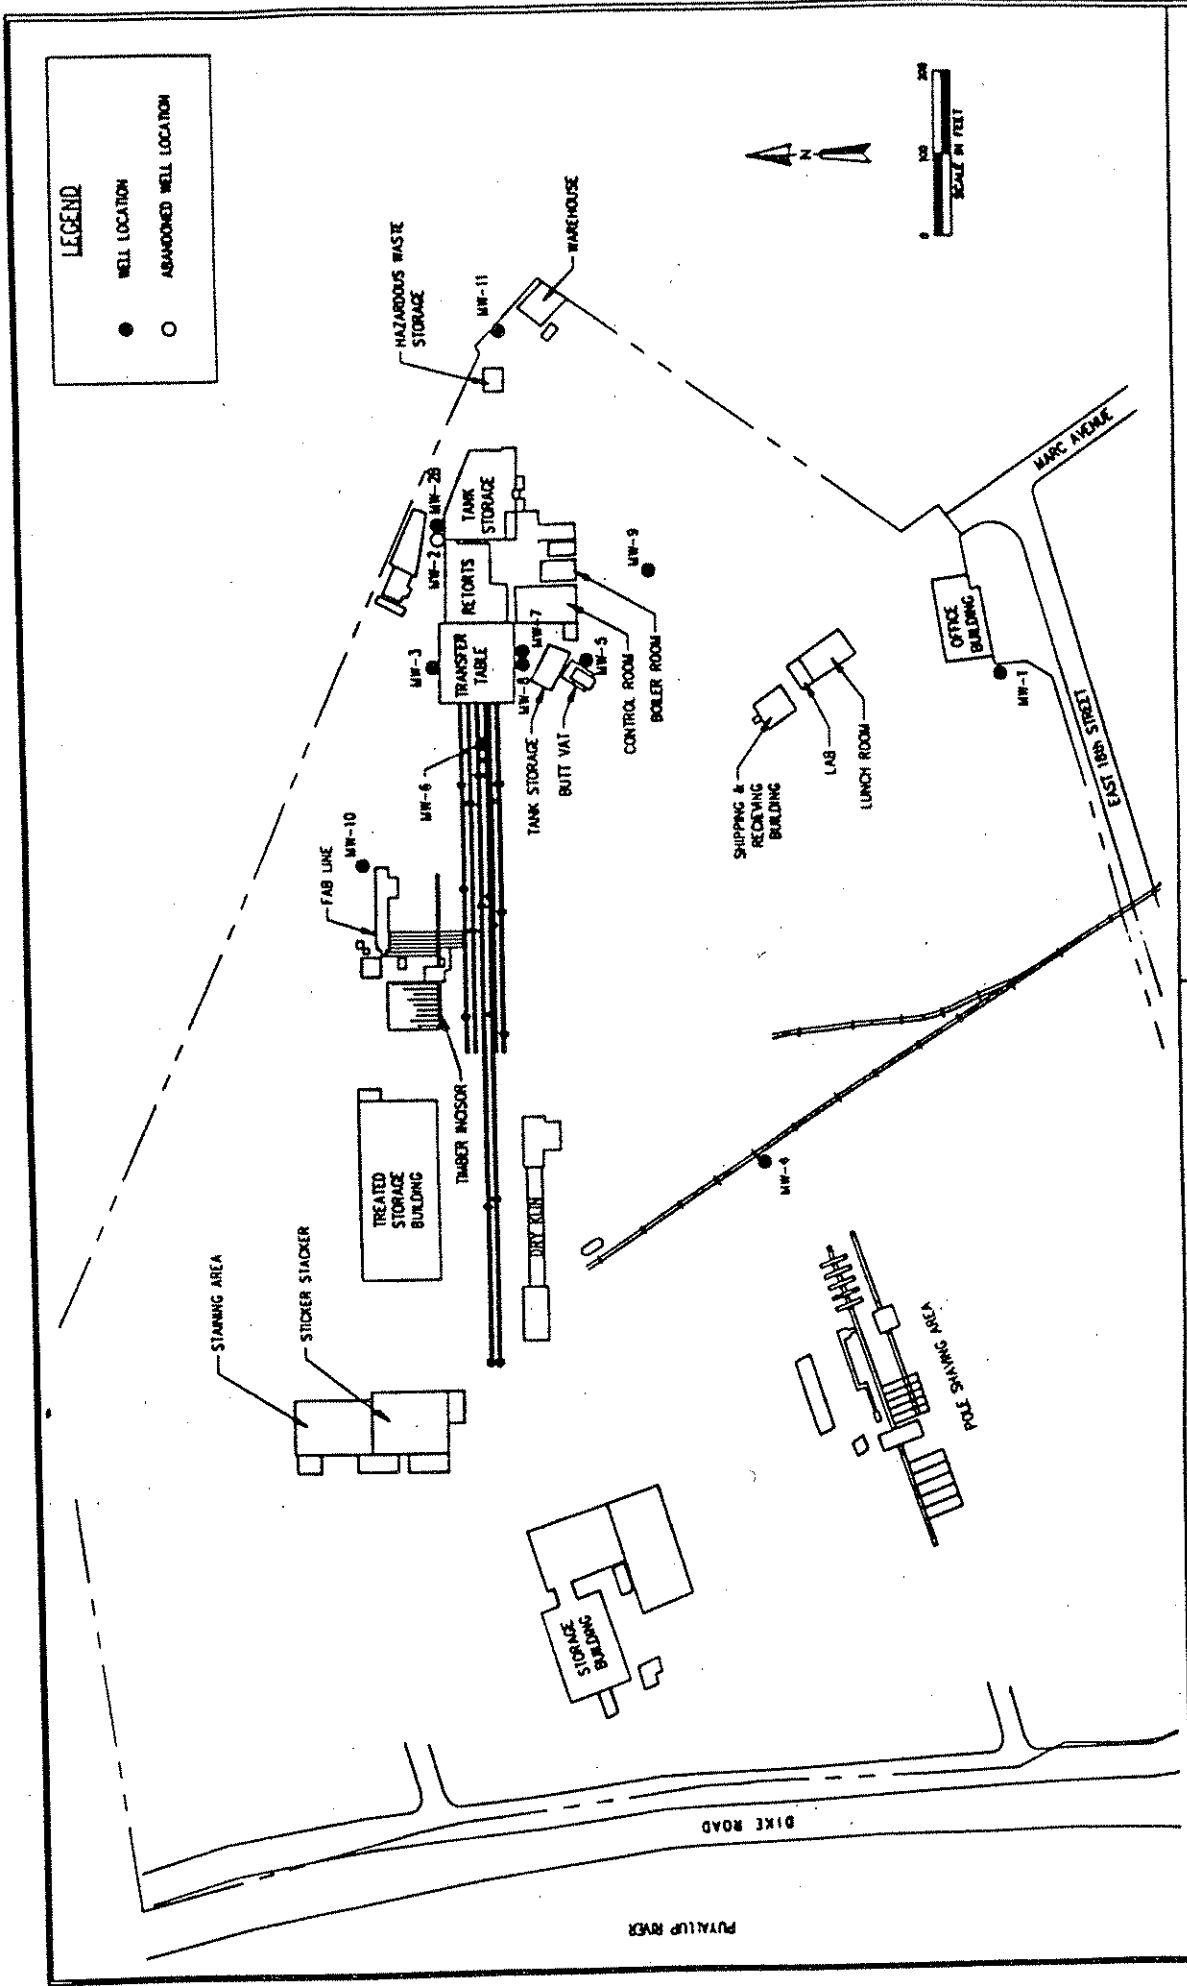 LEGEND
WELL LOCATION
ABANDONED WELL LOCATION
HAZARDOUS WASTE
STORAGE
MW-11
WAREHOUSE
N
0
100
200
SCALE IN FEET
MW-2
MW-2B
TANK
STORAGE
RETORTS
MW-3
TRANSFER
TABLE
MW-8
MW-7
MW-5
MW-9
TANK STORAGE
BUTT VAT
CONTROL ROOM
BOILER ROOM
MW-6
MW-10
FAB LINE
TIMBER INCISOR
TREATED
STORAGE
BUILDING
DRY KLIN
STAINING AREA
STICKER STACKER
STORAGE
BUILDING
SHIPPING &
RECIEVING
BUILDING
LAB
LUNCH ROOM
OFFICE
BUILDING
MW-1
MARC AVENUE
EAST 18th STREET
MW-4
POLE SHAVING AREA
DIKE ROAD
PUYALLUP RIVER